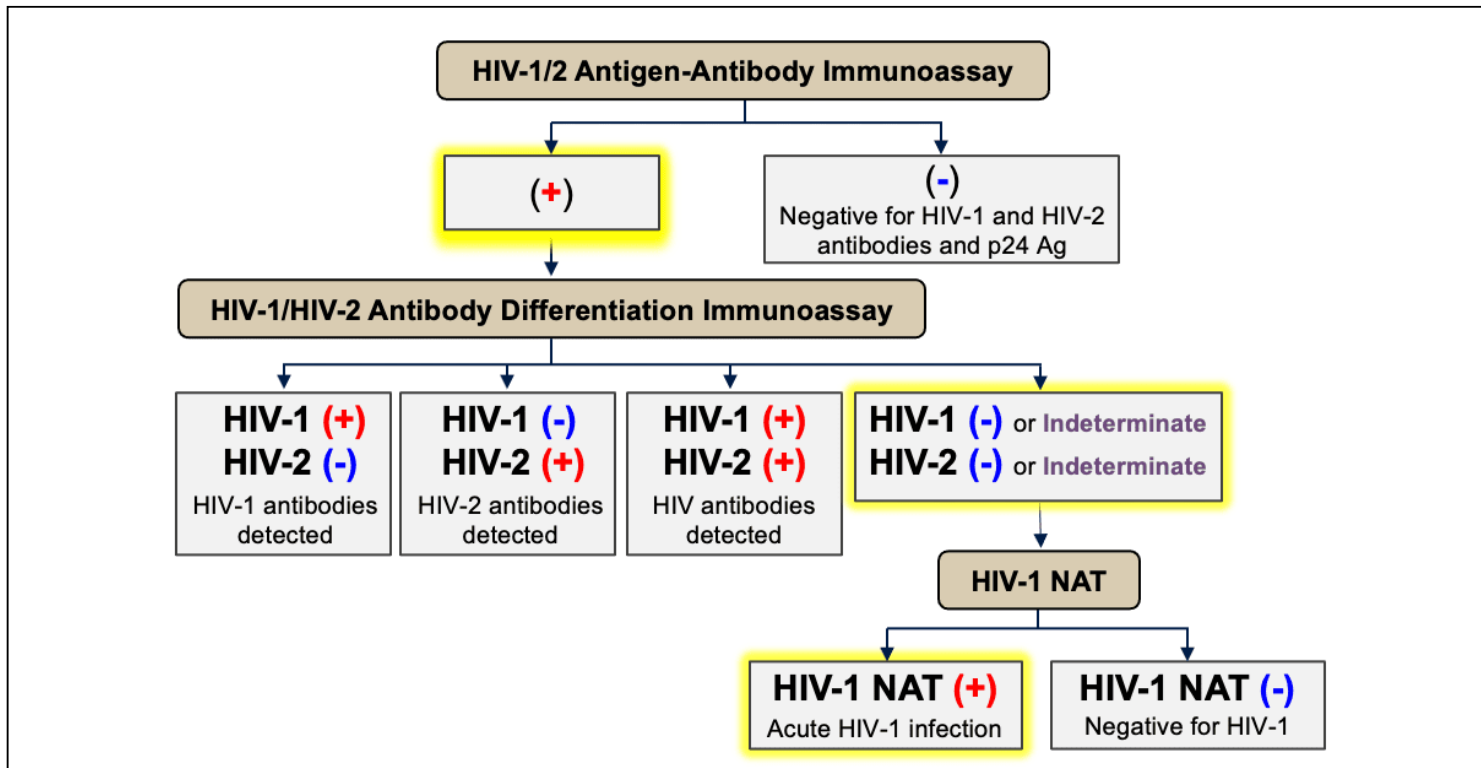 HIV-1/2 Antigen-Antibody Immunoassay
(+)
(-)
Negative for HIV-1 and HIV-2
antibodies and p24 Ag
HIV-1/HIV-2 Antibody Differentiation Immunoassay
HIV-1 (+)
HIV-2 (-)
HIV-1 antibodies
detected
HIV-1 (-)
HIV-2 (+)
HIV-2 antibodies
detected
HIV-1 (+)
HIV-2 (+)
HIV antibodies
detected
HIV-1 (-) or Indeterminate
HIV-2 (-) or Indeterminate
HIV-1 NAT
HIV-1 NAT (+)
Acute HIV-1 infection
HIV-1 NAT (-)
Negative for HIV-1